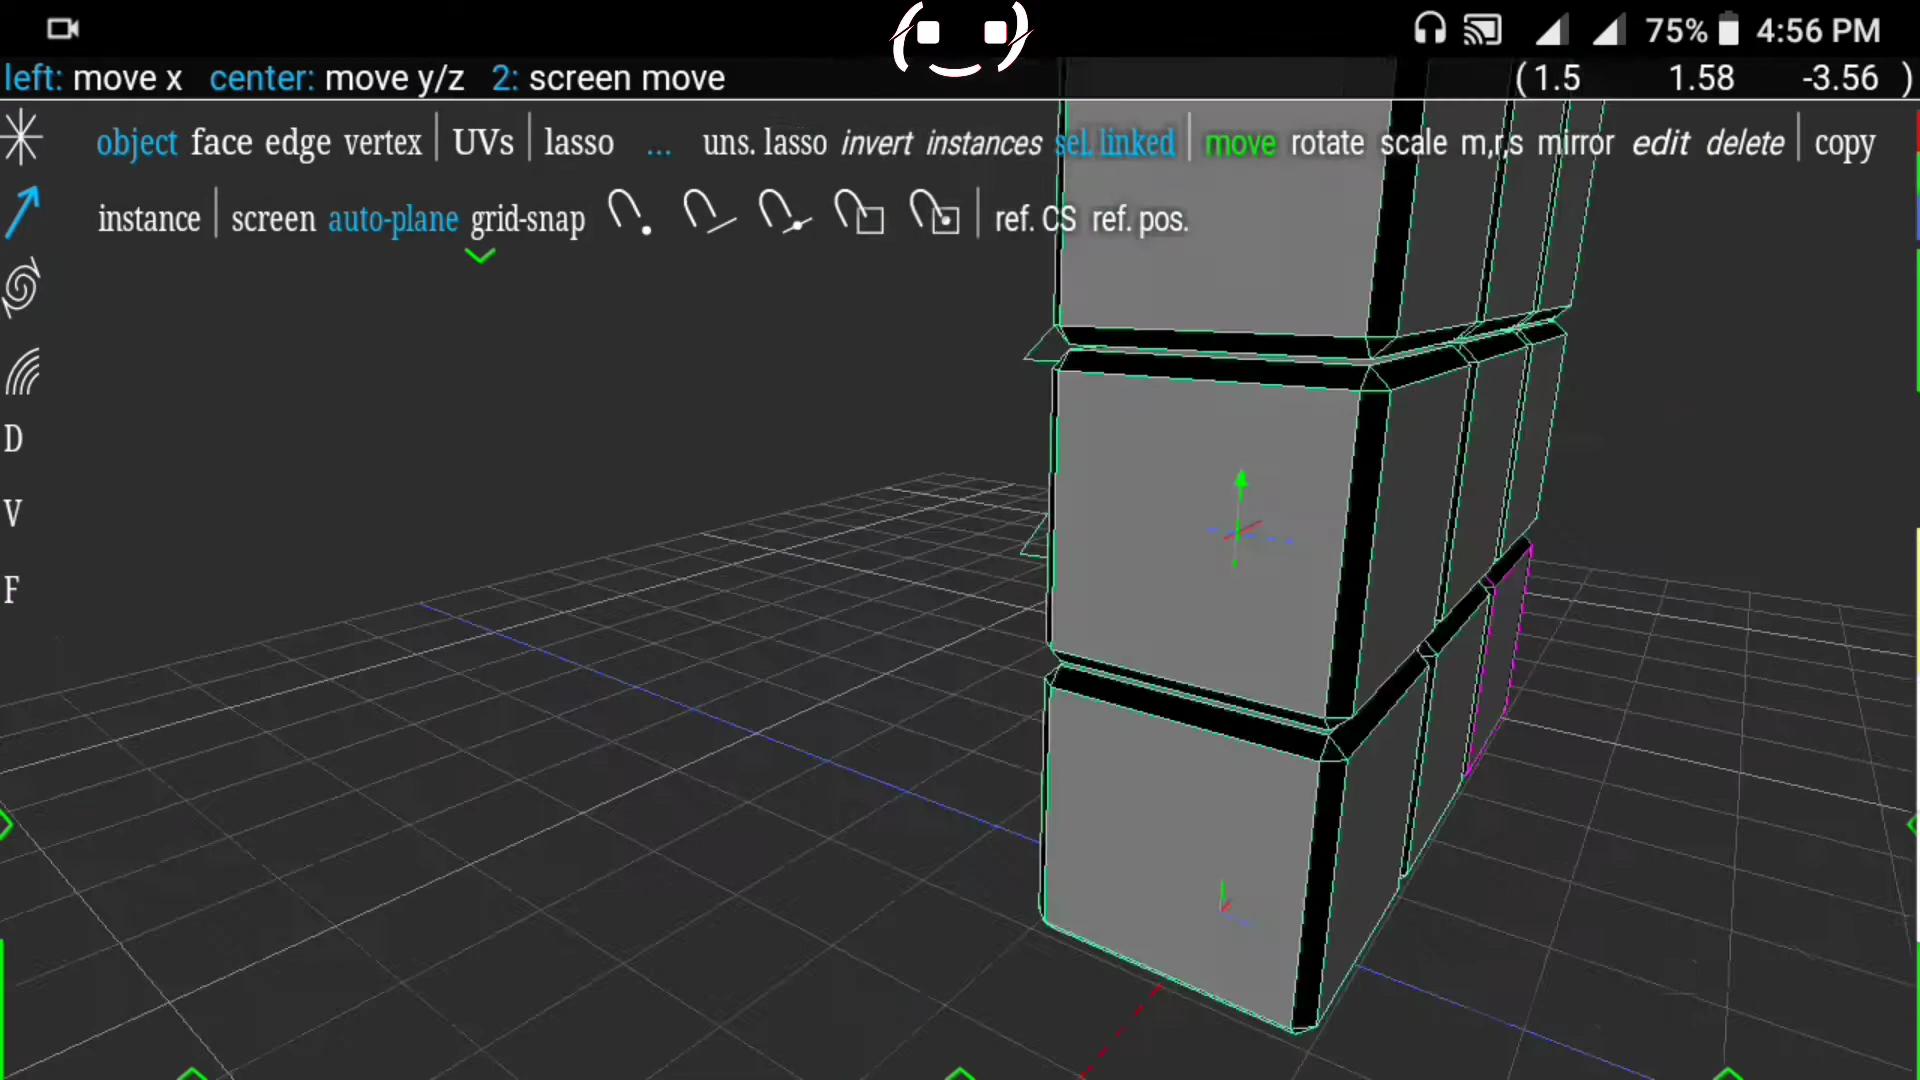 75% 4:56 PM
left: move x center: move y/z 2: screen move (1.5 1.58 -3.56 )
object face edge vertex | UVs | lasso ... uns. lasso invert instances sel. linked | move rotate scale m,r,s mirror edit delete | copy
instance | screen auto-plane grid-snap | ref. CS ref. pos.
D
V
F